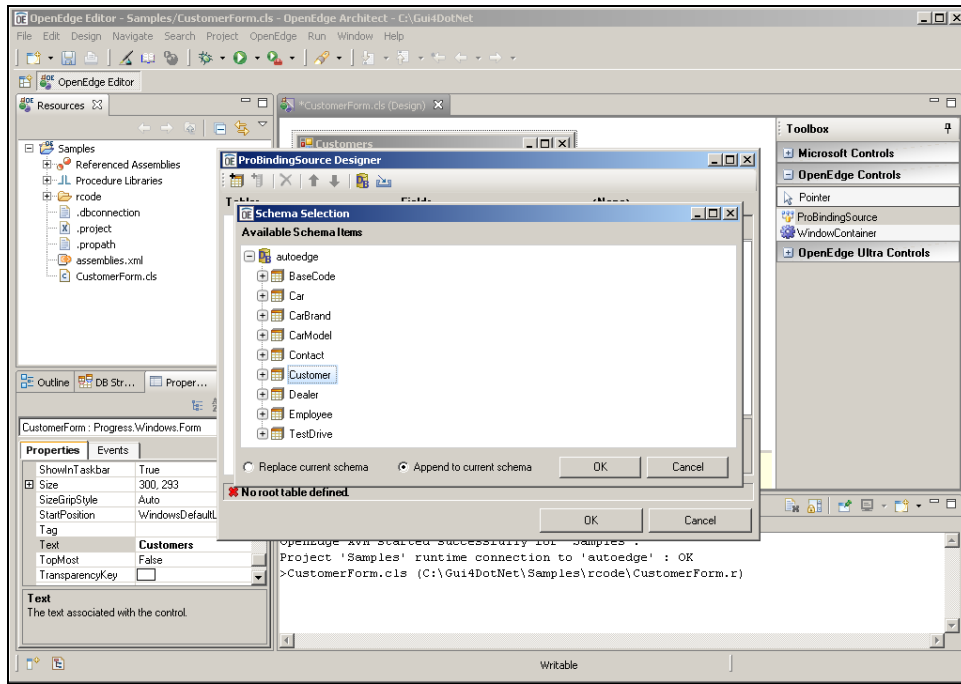 OpenEdge Editor - Samples/CustomerForm.cls - OpenEdge Architect - C:\Gui4DotNet
File Edit Design Navigate Search Project OpenEdge Run Window Help
OpenEdge Editor
Resources
*CustomerForm.cls (Design)
Samples
Referenced Assemblies
Procedure Libraries
rcode
.dbconnection
.project
.propath
assemblies.xml
CustomerForm.cls
Customers
ProBindingSource Designer
Schema Selection
Available Schema Items
autoedge
BaseCode
Car
CarBrand
CarModel
Contact
Customer
Dealer
Employee
TestDrive
Replace current schema
Append to current schema
OK
Cancel
No root table defined.
OK
Cancel
Toolbox
Microsoft Controls
OpenEdge Controls
Pointer
ProBindingSource
WindowContainer
OpenEdge Ultra Controls
Outline
DB Str...
Proper...
CustomerForm : Progress.Windows.Form
Properties
Events
ShowInTaskbar True
Size 300, 293
SizeGripStyle Auto
StartPosition WindowsDefaultL
Tag
Text Customers
TopMost False
TransparencyKey
Text
The text associated with the control.
OpenEdge AVM started successfully for 'Samples'.
Project 'Samples' runtime connection to 'autoedge' : OK
>CustomerForm.cls (C:\Gui4DotNet\Samples\rcode\CustomerForm.r)
Writable